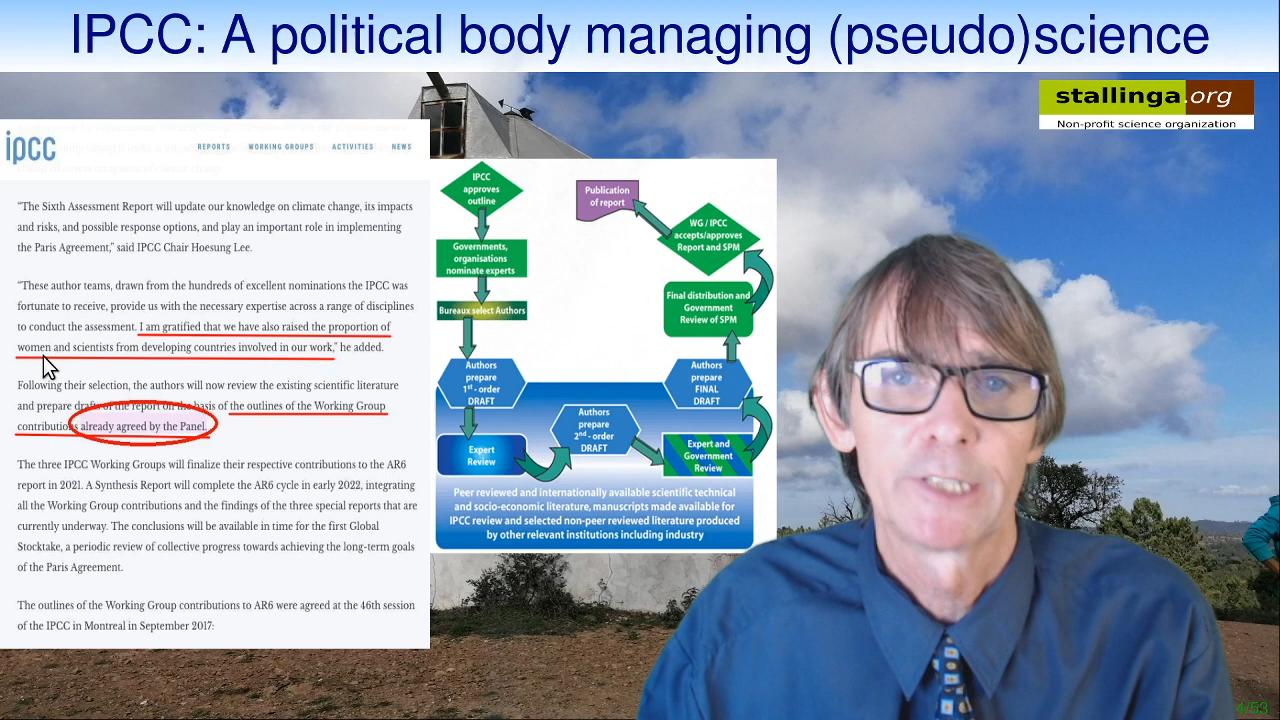 IPCC: A political body managing (pseudo)science
stallinga.org
Non-profit science organization
ipcc
REPORTS WORKING GROUPS ACTIVITIES NEWS
“The Sixth Assessment Report will update our knowledge on climate change, its impacts
and risks, and possible response options, and play an important role in implementing
the Paris Agreement,” said IPCC Chair Hoesung Lee.
“These author teams, drawn from the hundreds of excellent nominations the IPCC was
fortunate to receive, provide us with the necessary expertise across a range of disciplines
to conduct the assessment. I am gratified that we have also raised the proportion of
women and scientists from developing countries involved in our work,” he added.
Following their selection, the authors will now review the existing scientific literature
and prepare drafts of the report on the basis of the outlines of the Working Group
contributions already agreed by the Panel.
The three IPCC Working Groups will finalize their respective contributions to the AR6
report in 2021. A Synthesis Report will complete the AR6 cycle in early 2022, integrating
all the Working Group contributions and the findings of the three special reports that are
currently underway. The conclusions will be available in time for the first Global
Stocktake, a periodic review of collective progress towards achieving the long-term goals
of the Paris Agreement.
The outlines of the Working Group contributions to AR6 were agreed at the 46th session
of the IPCC in Montreal in September 2017:
IPCC
approves
outline
Governments,
organisations
nominate experts
Bureaux select Authors
Authors
prepare
1st - order
DRAFT
Expert
Review
Authors
prepare
2nd - order
DRAFT
Expert and
Government
Review
Authors
prepare
FINAL
DRAFT
Final distribution and
Government
Review of SPM
WG / IPCC
accepts/approves
Report and SPM
Publication
of report
Peer reviewed and internationally available scientific technical
and socio-economic literature, manuscripts made available for
IPCC review and selected non-peer reviewed literature produced
by other relevant institutions including industry
4/53